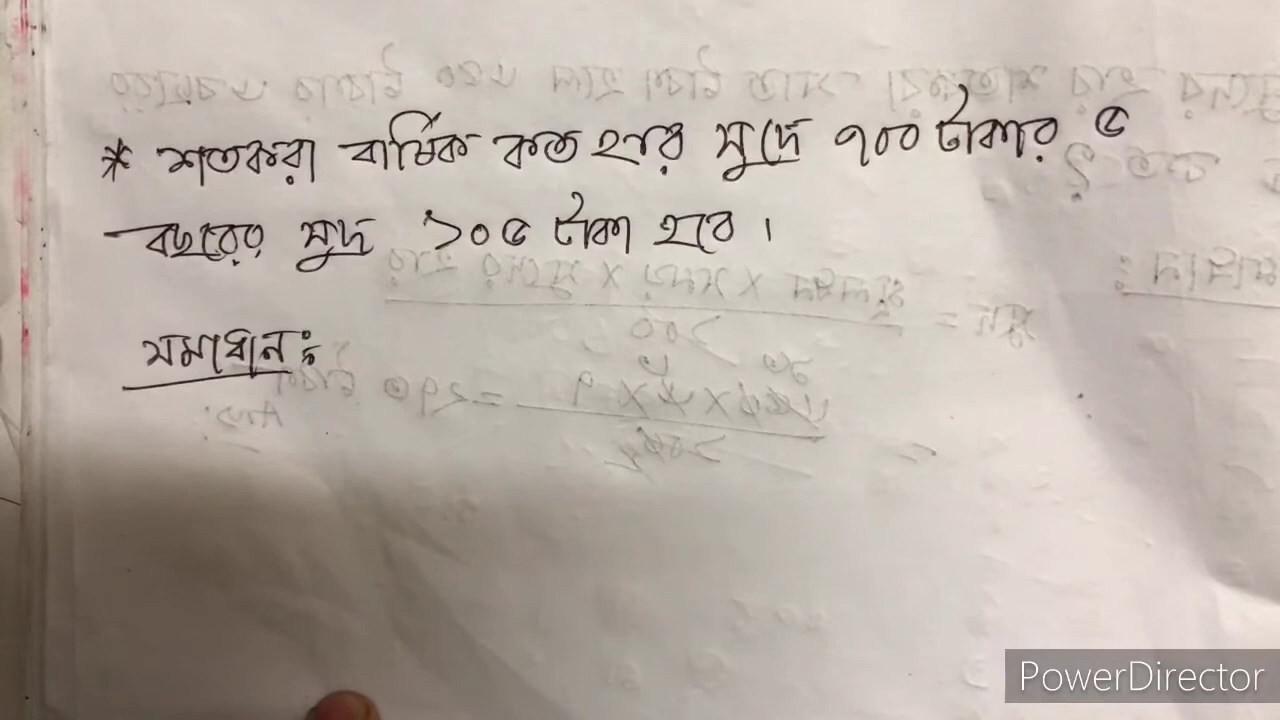 * শতকরা বার্ষিক কত হার সুদে ৭০০ টাকার ৫
বছরের সুদ ১০৫ টাকা হবে ।
সমাধান :
PowerDirector